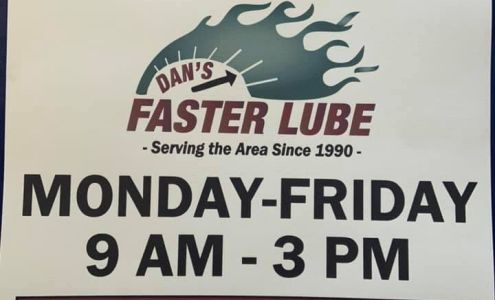 DAN'S
FASTER LUBE
- Serving the Area Since 1990 -
MONDAY-FRIDAY
9 AM - 3 PM